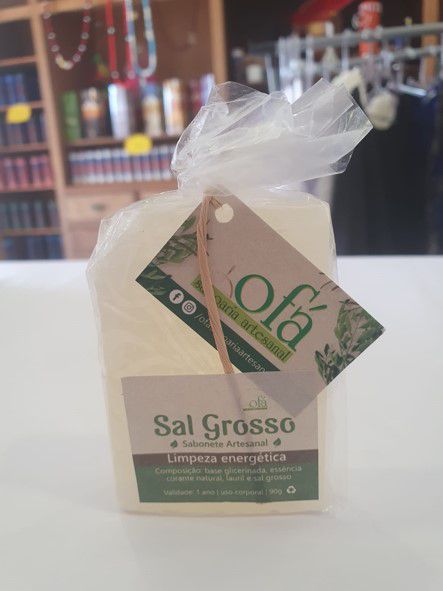 ofá
saboaria artesanal
ofá
Sal Grosso
Sabonete Artesanal
Limpeza energética
Composição: base glicerinada, essência
corante natural, lauril e sal grosso
Validade: 1 ano | uso corporal | 90g